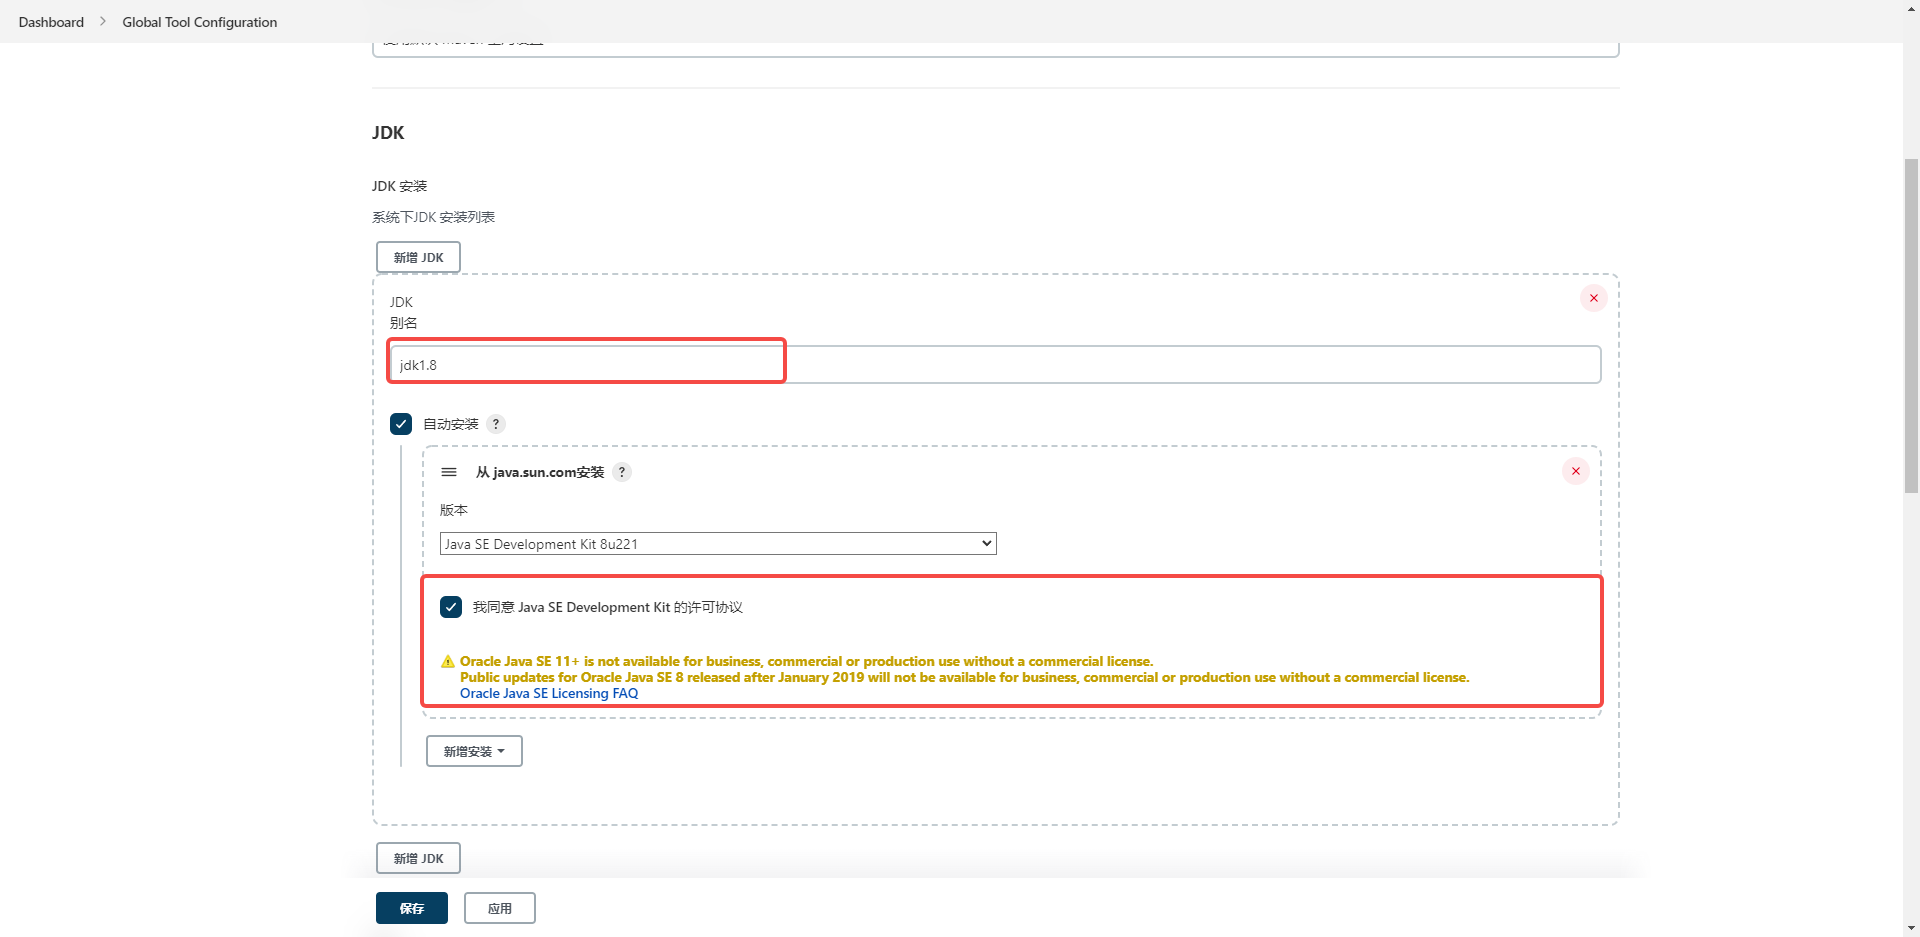 Dashboard
Global Tool Configuration
JDK
JDK 安装
系统下JDK 安装列表
新增 JDK
JDK
别名
jdk1.8
自动安装 ?
从 java.sun.com安装 ?
版本
Java SE Development Kit 8u221
我同意 Java SE Development Kit 的许可协议
Oracle Java SE 11+ is not available for business, commercial or production use without a commercial license.
Public updates for Oracle Java SE 8 released after January 2019 will not be available for business, commercial or production use without a commercial license.
Oracle Java SE Licensing FAQ
新增安装
新增 JDK
保存
应用